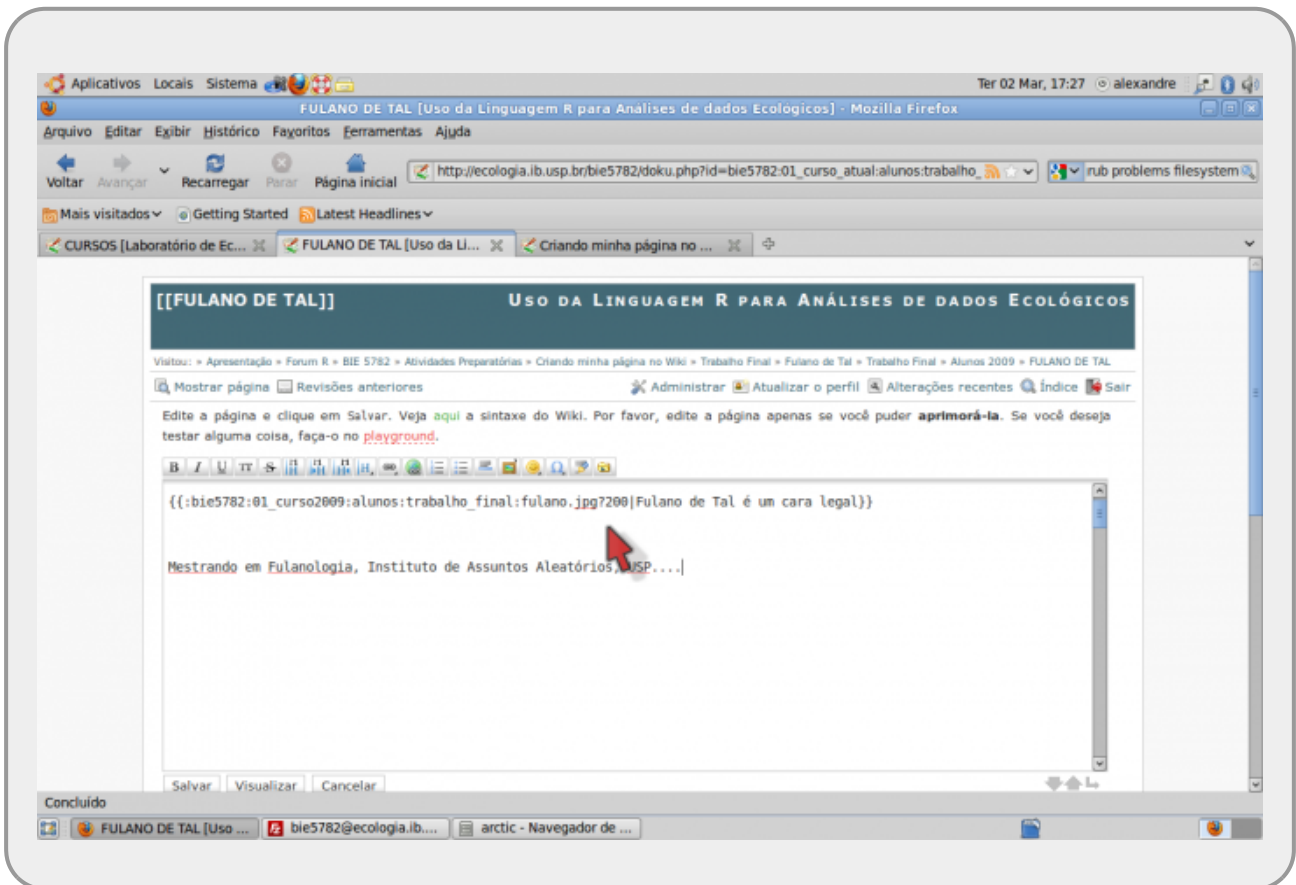 Aplicativos Locais Sistema Ter 02 Mar, 17:27 alexandre
FULANO DE TAL [Uso da Linguagem R para Análises de dados Ecológicos] - Mozilla Firefox
Arquivo Editar Exibir Histórico Favoritos Ferramentas Ajuda
Voltar Avançar Recarregar Parar Página inicial http://ecologia.ib.usp.br/bie5782/doku.php?id=bie5782:01_curso_atual:alunos:trabalho_ rub problems filesystem
Mais visitados Getting Started Latest Headlines
CURSOS [Laboratório de Ec... FULANO DE TAL [Uso da Li... Criando minha página no ...
[[FULANO DE TAL]] USO DA LINGUAGEM R PARA ANÁLISES DE DADOS ECOLÓGICOS
Visitou: » Apresentação » Forum R » BIE 5782 » Atividades Preparatórias » Criando minha página no Wiki » Trabalho Final » Fulano de Tal » Trabalho Final » Alunos 2009 » FULANO DE TAL
Mostrar página Revisões anteriores Administrar Atualizar o perfil Alterações recentes Índice Sair
Edite a página e clique em Salvar. Veja aqui a sintaxe do Wiki. Por favor, edite a página apenas se você puder aprimorá-la. Se você deseja
testar alguma coisa, faça-o no playground.
B I U TT S
{{:bie5782:01_curso2009:alunos:trabalho_final:fulano.jpg?200|Fulano de Tal é um cara legal}}
Mestrando em Fulanologia, Instituto de Assuntos Aleatórios, USP....
Salvar Visualizar Cancelar
Concluído
FULANO DE TAL [Uso ... bie5782@ecologia.ib.... arctic - Navegador de ...